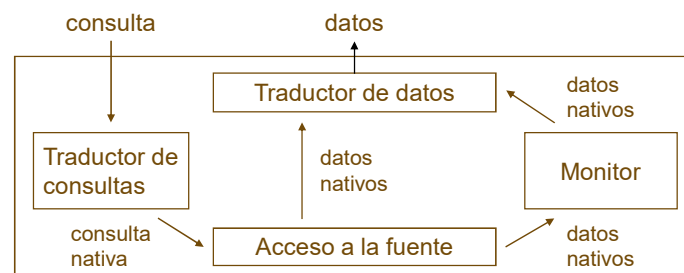 consulta
datos
Traductor de datos
datos
nativos
Traductor de
consultas
datos
nativos
Monitor
consulta
nativa
Acceso a la fuente
datos
nativos